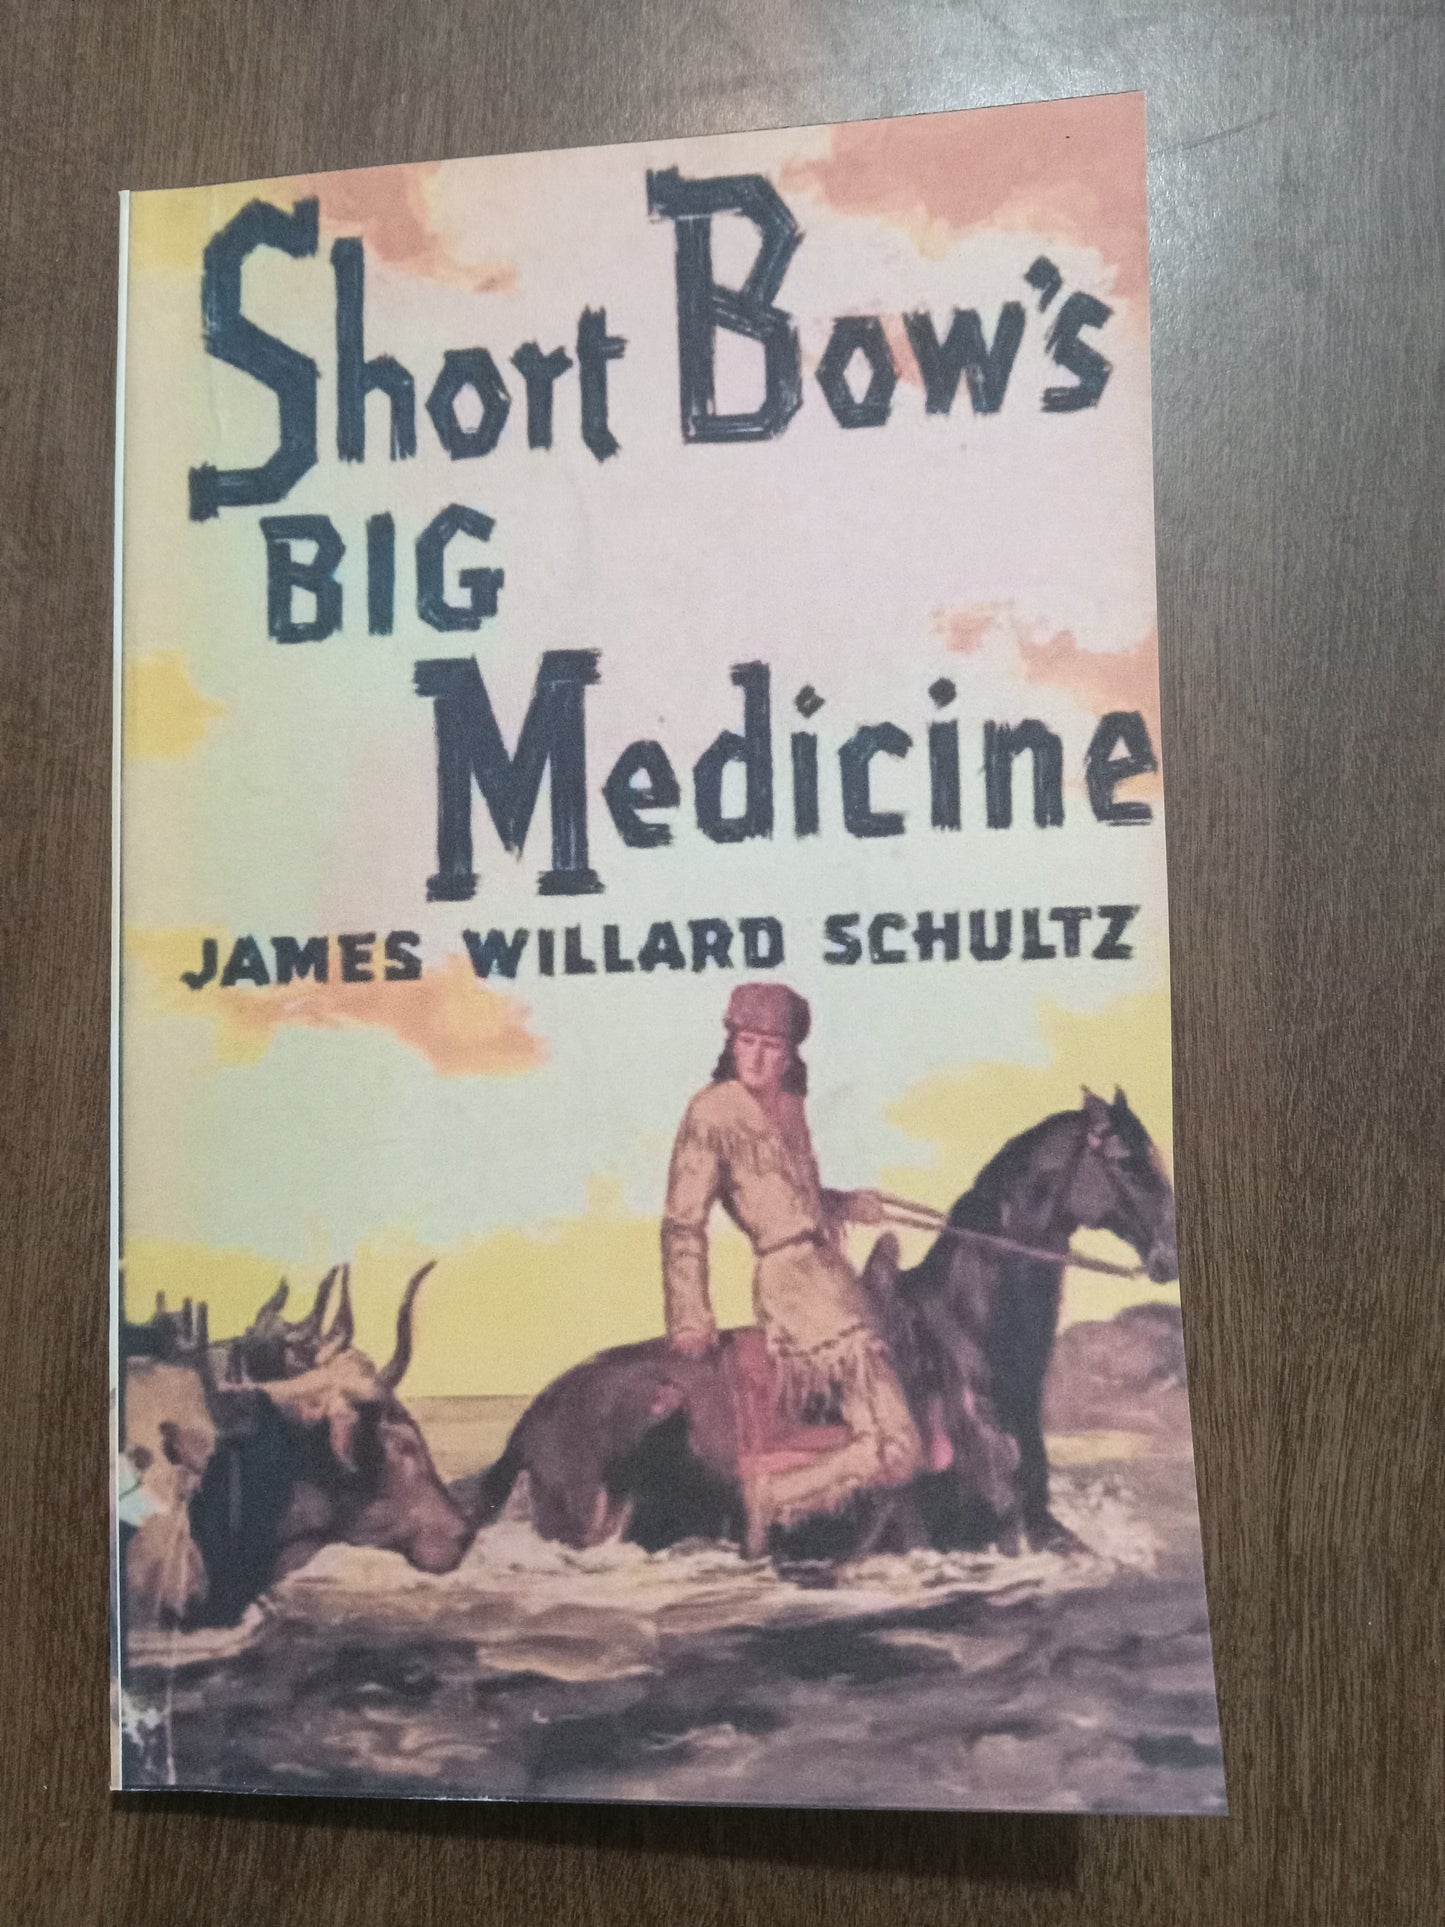 Short Bow's
BIG
Medicine
JAMES WILLARD SCHULTZ